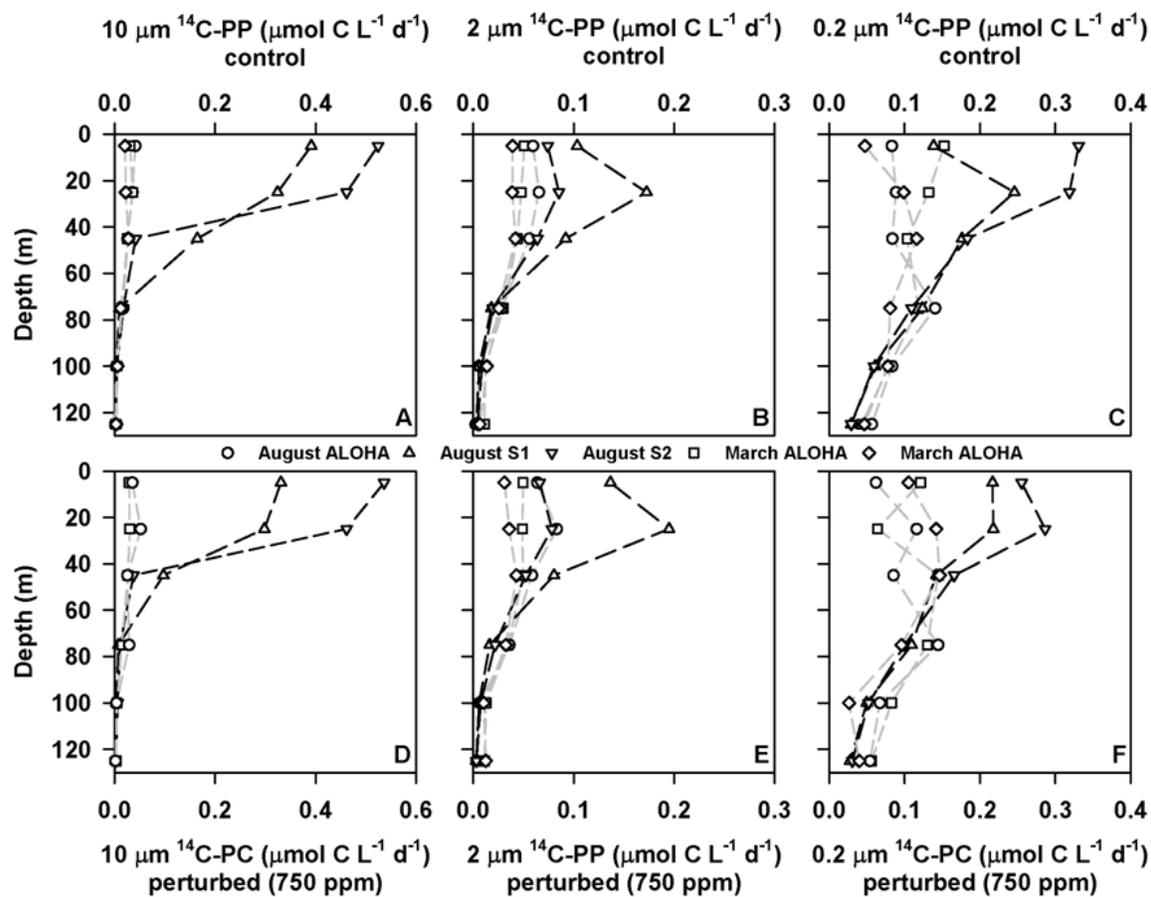 10 μm ¹⁴C-PP (μmol C L⁻¹ d⁻¹)
control
2 μm ¹⁴C-PP (μmol C L⁻¹ d⁻¹)
control
0.2 μm ¹⁴C-PP (μmol C L⁻¹ d⁻¹)
control
0.0 0.2 0.4 0.6
0.0 0.1 0.2 0.3
0.0 0.1 0.2 0.3 0.4
Depth (m)
0
20
40
60
80
100
120
A
B
C
August ALOHA
August S1
August S2
March ALOHA
March ALOHA
Depth (m)
0
20
40
60
80
100
120
D
E
F
0.0 0.2 0.4 0.6
0.0 0.1 0.2 0.3
0.0 0.1 0.2 0.3 0.4
10 μm ¹⁴C-PC (μmol C L⁻¹ d⁻¹)
perturbed (750 ppm)
2 μm ¹⁴C-PP (μmol C L⁻¹ d⁻¹)
perturbed (750 ppm)
0.2 μm ¹⁴C-PC (μmol C L⁻¹ d⁻¹)
perturbed (750 ppm)